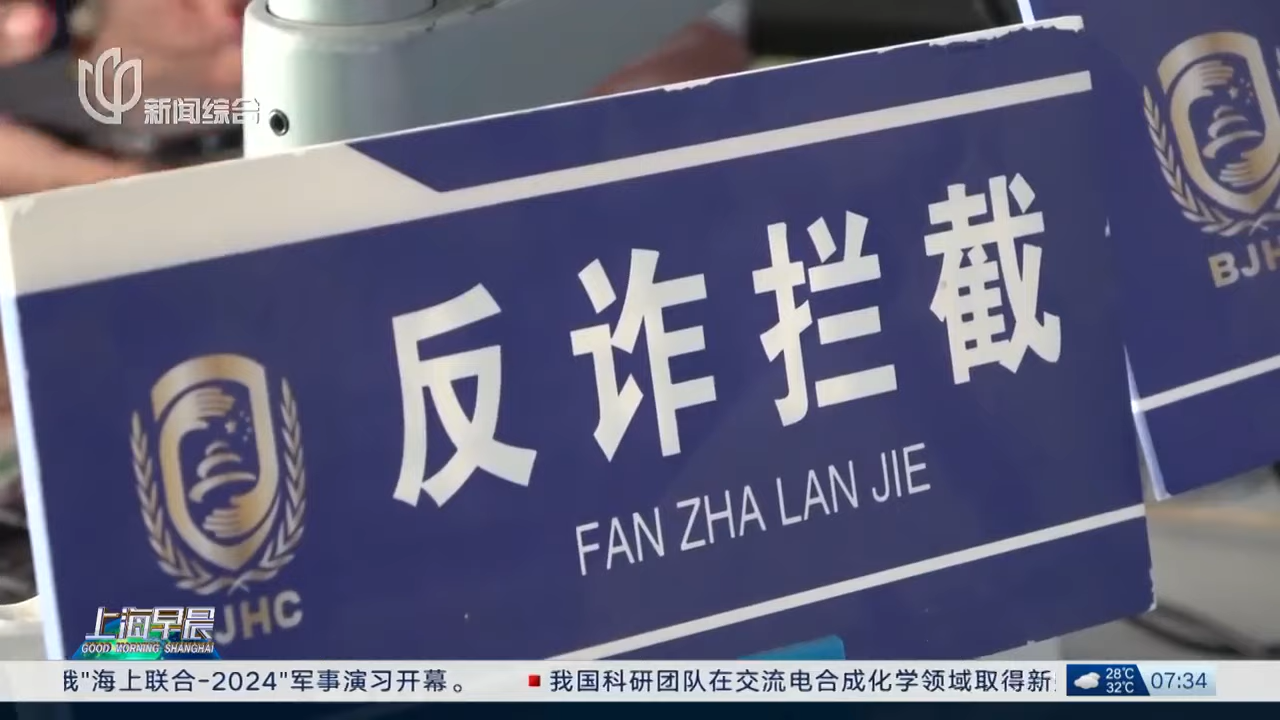 新闻综合
反诈拦截
FAN ZHA LAN JIE
JHC
BJH
上海早晨
GOOD MORNING SHANGHAI
"海上联合-2024"军事演习开幕。
■ 我国科研团队在交流电合成化学领域取得新
28℃
32℃
07:34